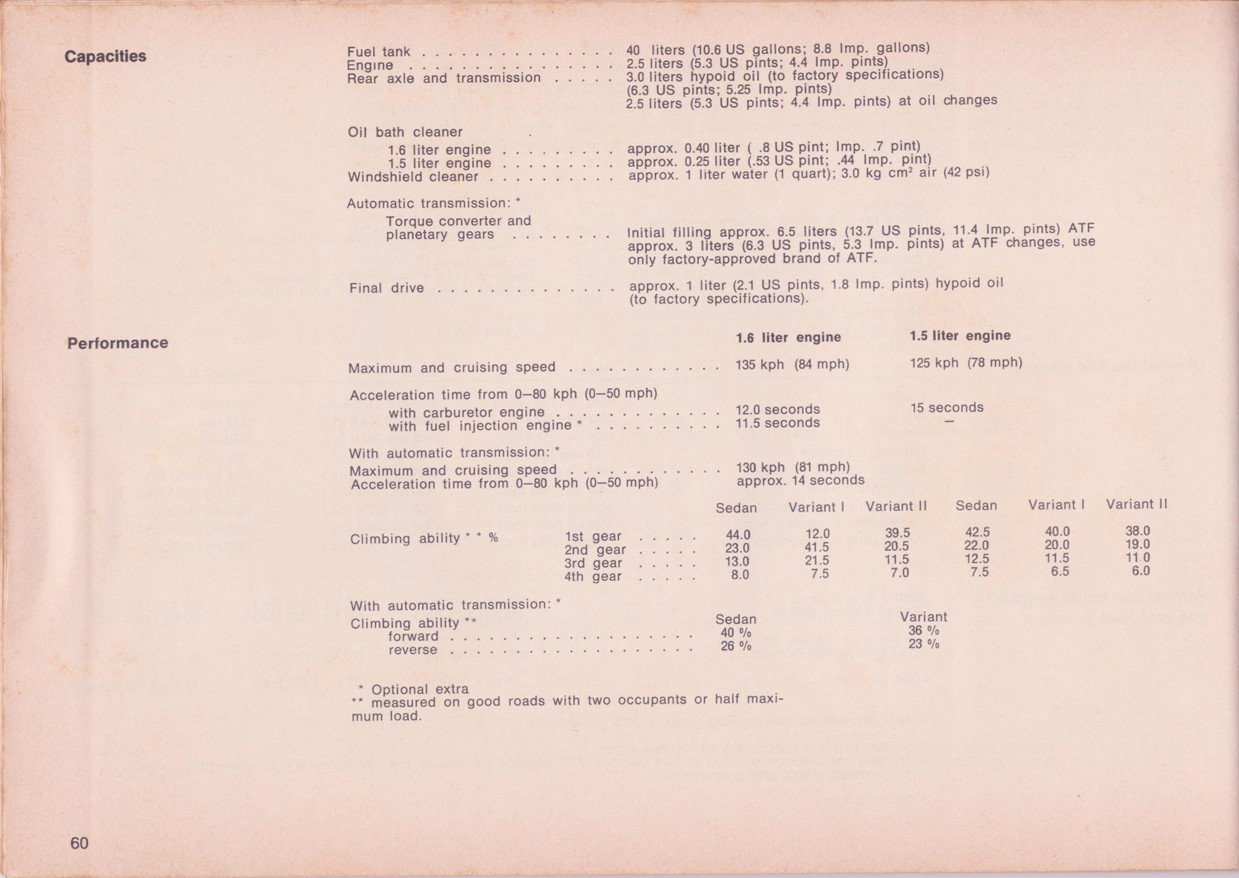 Capacities
Fuel tank . . . . . . . . . . . . . . . 40 liters (10.6 US gallons; 8.8 Imp. gallons)
Engine . . . . . . . . . . . . . . . . 2.5 liters (5.3 US pints; 4.4 Imp. pints)
Rear axle and transmission . . . . . 3.0 liters hypoid oil (to factory specifications)
(6.3 US pints; 5.25 Imp. pints)
2.5 liters (5.3 US pints; 4.4 Imp. pints) at oil changes
Oil bath cleaner
1.6 liter engine . . . . . . . . . approx. 0.40 liter ( .8 US pint; Imp. .7 pint)
1.5 liter engine . . . . . . . . . approx. 0.25 liter (.53 US pint; .44 Imp. pint)
Windshield cleaner . . . . . . . . . . approx. 1 liter water (1 quart); 3.0 kg cm² air (42 psi)
Automatic transmission: *
Torque converter and
planetary gears . . . . . . . . Initial filling approx. 6.5 liters (13.7 US pints, 11.4 Imp. pints) ATF
approx. 3 liters (6.3 US pints, 5.3 Imp. pints) at ATF changes, use
only factory-approved brand of ATF.
Final drive . . . . . . . . . . . . . . approx. 1 liter (2.1 US pints, 1.8 Imp. pints) hypoid oil
(to factory specifications).
Performance
1.6 liter engine 1.5 liter engine
Maximum and cruising speed . . . . . . . . . . . . 135 kph (84 mph) 125 kph (78 mph)
Acceleration time from 0—80 kph (0—50 mph)
with carburetor engine . . . . . . . . . . . . . 12.0 seconds 15 seconds
with fuel injection engine * . . . . . . . . . . 11.5 seconds —
With automatic transmission: *
Maximum and cruising speed . . . . . . . . . . . . 130 kph (81 mph)
Acceleration time from 0—80 kph (0—50 mph) approx. 14 seconds
Sedan Variant I Variant II Sedan Variant I Variant II
Climbing ability * * % 1st gear . . . . . 44.0 12.0 39.5 42.5 40.0 38.0
2nd gear . . . . . 23.0 41.5 20.5 22.0 20.0 19.0
3rd gear . . . . . 13.0 21.5 11.5 12.5 11.5 11.0
4th gear . . . . . 8.0 7.5 7.0 7.5 6.5 6.0
With automatic transmission: *
Climbing ability ** Sedan Variant
forward . . . . . . . . . . . . . . . . . . . 40 % 36 %
reverse . . . . . . . . . . . . . . . . . . . 26 % 23 %
* Optional extra
** measured on good roads with two occupants or half maxi-
mum load.
60